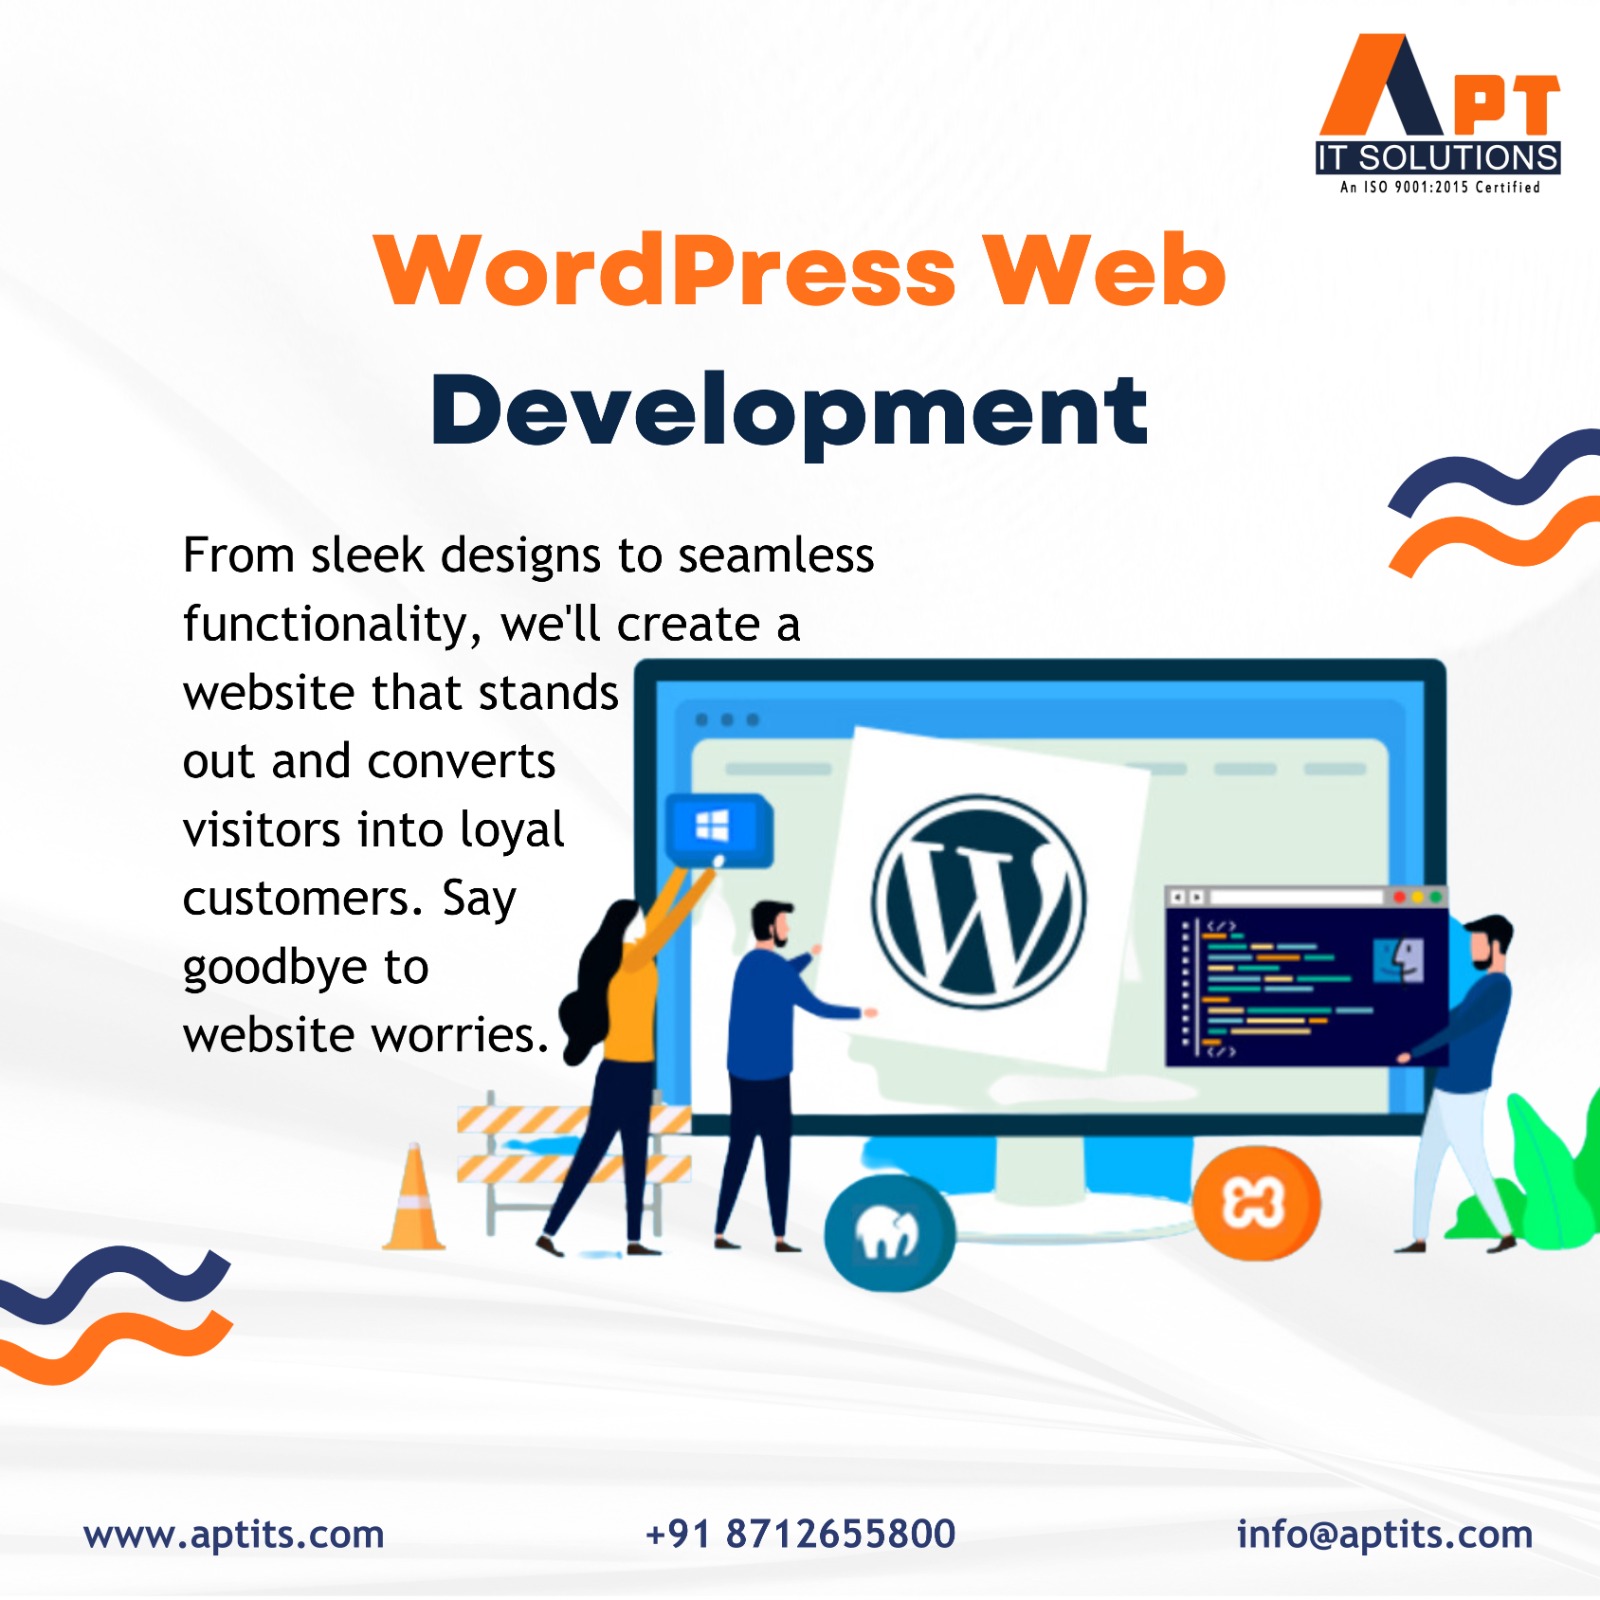 APT
IT SOLUTIONS
An ISO 9001:2015 Certified
WordPress Web
Development
From sleek designs to seamless
functionality, we'll create a
website that stands
out and converts
visitors into loyal
customers. Say
goodbye to
website worries.
W
</>
</>
www.aptits.com
+91 8712655800
info@aptits.com